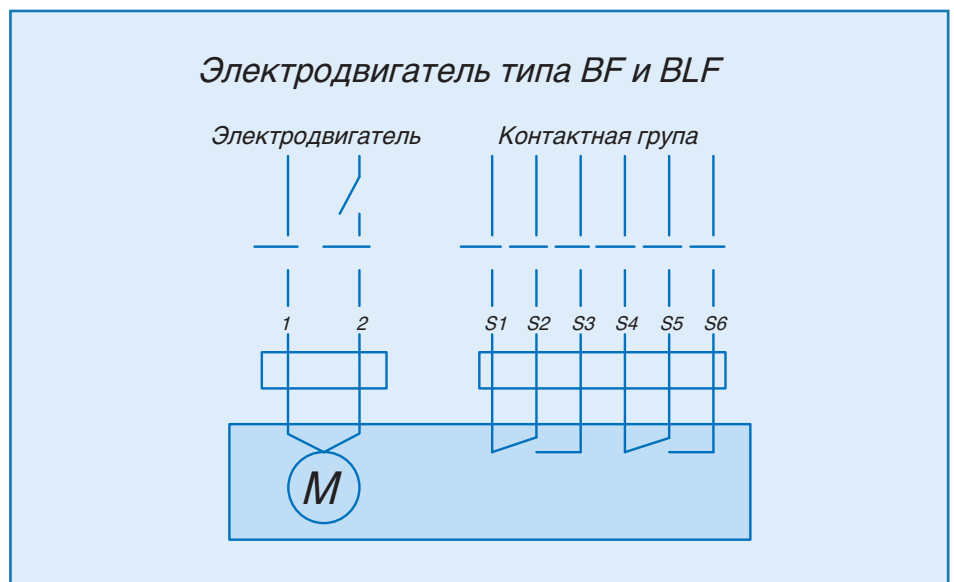 Электродвигатель типа BF и BLF
Электродвигатель Контактная група
1 2 S1 S2 S3 S4 S5 S6
M